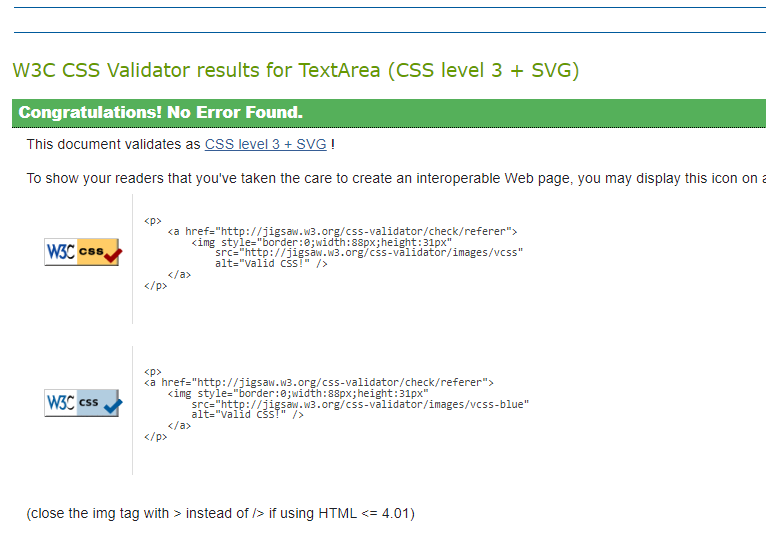 W3C CSS Validator results for TextArea (CSS level 3 + SVG)
Congratulations! No Error Found.
This document validates as CSS level 3 + SVG !
To show your readers that you've taken the care to create an interoperable Web page, you may display this icon on
W3C css
<p>
<a href="http://jigsaw.w3.org/css-validator/check/referer">
<img style="border:0;width:88px;height:31px"
src="http://jigsaw.w3.org/css-validator/images/vcss"
alt="Valid CSS!" />
</a>
</p>
W3C css
<p>
<a href="http://jigsaw.w3.org/css-validator/check/referer">
<img style="border:0;width:88px;height:31px"
src="http://jigsaw.w3.org/css-validator/images/vcss-blue"
alt="Valid CSS!" />
</a>
</p>
(close the img tag with > instead of /> if using HTML <= 4.01)